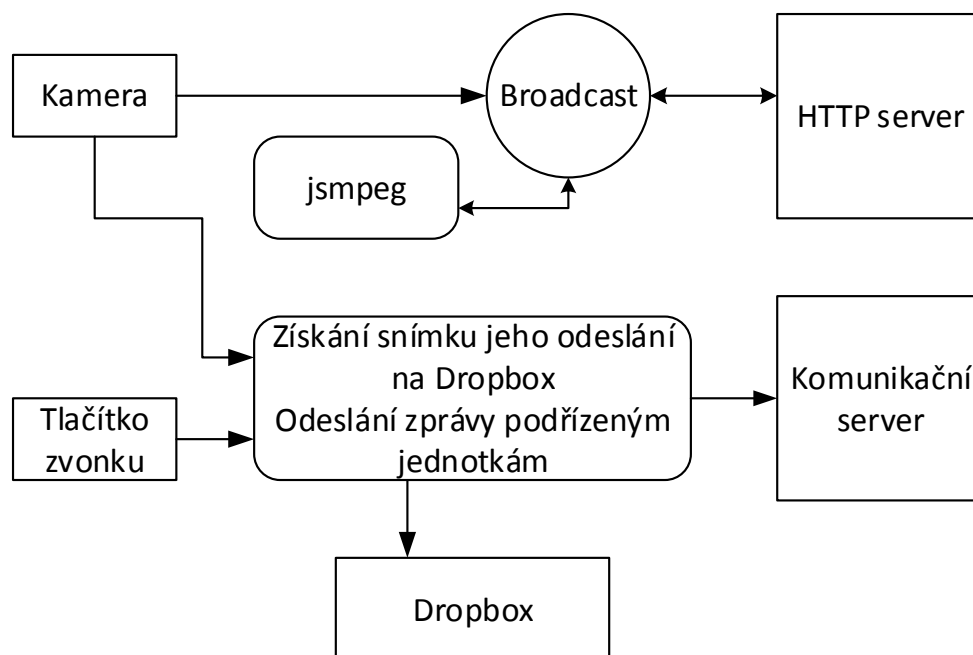 Kamera
Broadcast
HTTP server
jsmpeg
Získání snímku jeho odeslání
na Dropbox
Odeslání zprávy podřízeným
jednotkám
Komunikační
server
Tlačítko
zvonku
Dropbox